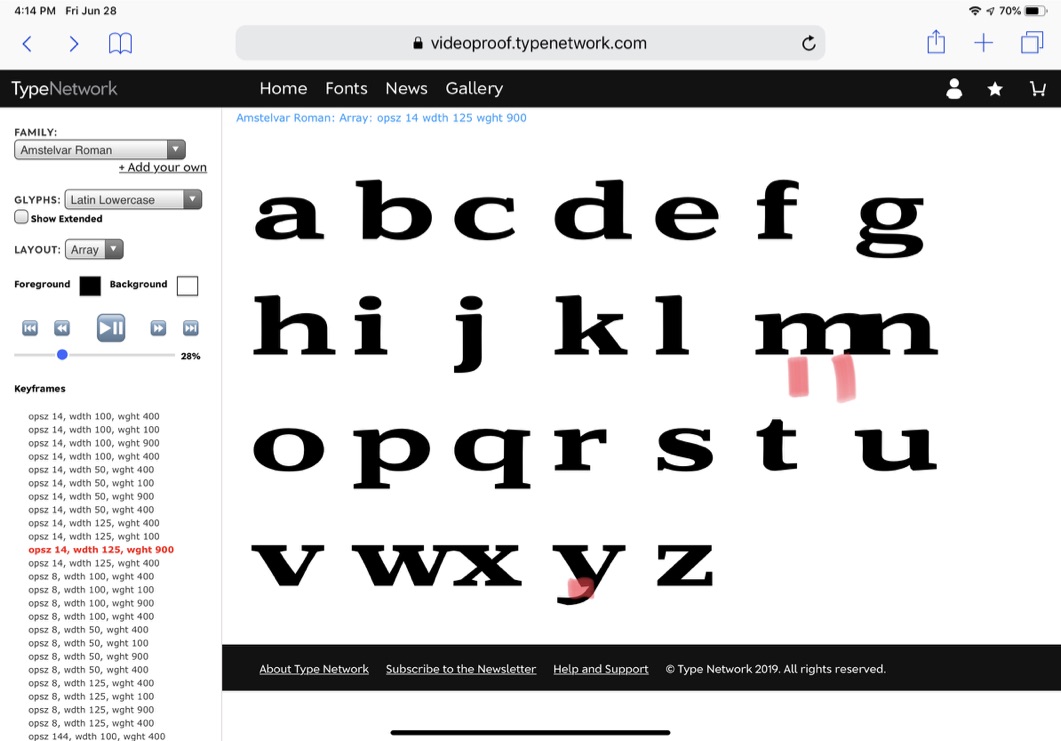 4:14 PM Fri Jun 28
70%
videoproof.typenetwork.com
TypeNetwork
Home Fonts News Gallery
Amstelvar Roman: Array: opsz 14 wdth 125 wght 900
FAMILY:
Amstelvar Roman
+ Add your own
GLYPHS: Latin Lowercase
Show Extended
LAYOUT: Array
Foreground Background
28%
Keyframes
opsz 14, wdth 100, wght 400
opsz 14, wdth 100, wght 100
opsz 14, wdth 100, wght 900
opsz 14, wdth 100, wght 400
opsz 14, wdth 50, wght 400
opsz 14, wdth 50, wght 100
opsz 14, wdth 50, wght 900
opsz 14, wdth 50, wght 400
opsz 14, wdth 125, wght 400
opsz 14, wdth 125, wght 100
opsz 14, wdth 125, wght 900
opsz 14, wdth 125, wght 400
opsz 8, wdth 100, wght 400
opsz 8, wdth 100, wght 100
opsz 8, wdth 100, wght 900
opsz 8, wdth 100, wght 400
opsz 8, wdth 50, wght 400
opsz 8, wdth 50, wght 100
opsz 8, wdth 50, wght 900
opsz 8, wdth 50, wght 400
opsz 8, wdth 125, wght 400
opsz 8, wdth 125, wght 100
opsz 8, wdth 125, wght 900
opsz 8, wdth 125, wght 400
opsz 144, wdth 100, wght 400
a b c d e f g
h i j k l m n
o p q r s t u
v w x y z
About Type Network Subscribe to the Newsletter Help and Support © Type Network 2019. All rights reserved.